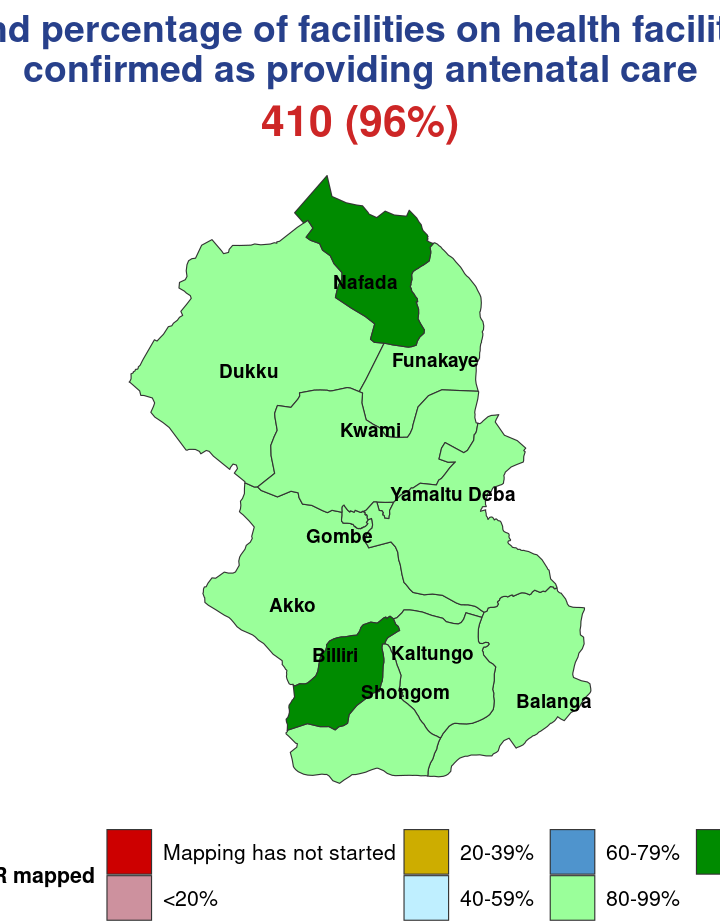 nd percentage of facilities on health facilit
confirmed as providing antenatal care
410 (96%)
Nafada
Funakaye
Dukku
Kwami
Yamaltu Deba
Gombe
Akko
Billiri
Kaltungo
Shongom
Balanga
R mapped
Mapping has not started
20-39%
60-79%
<20%
40-59%
80-99%